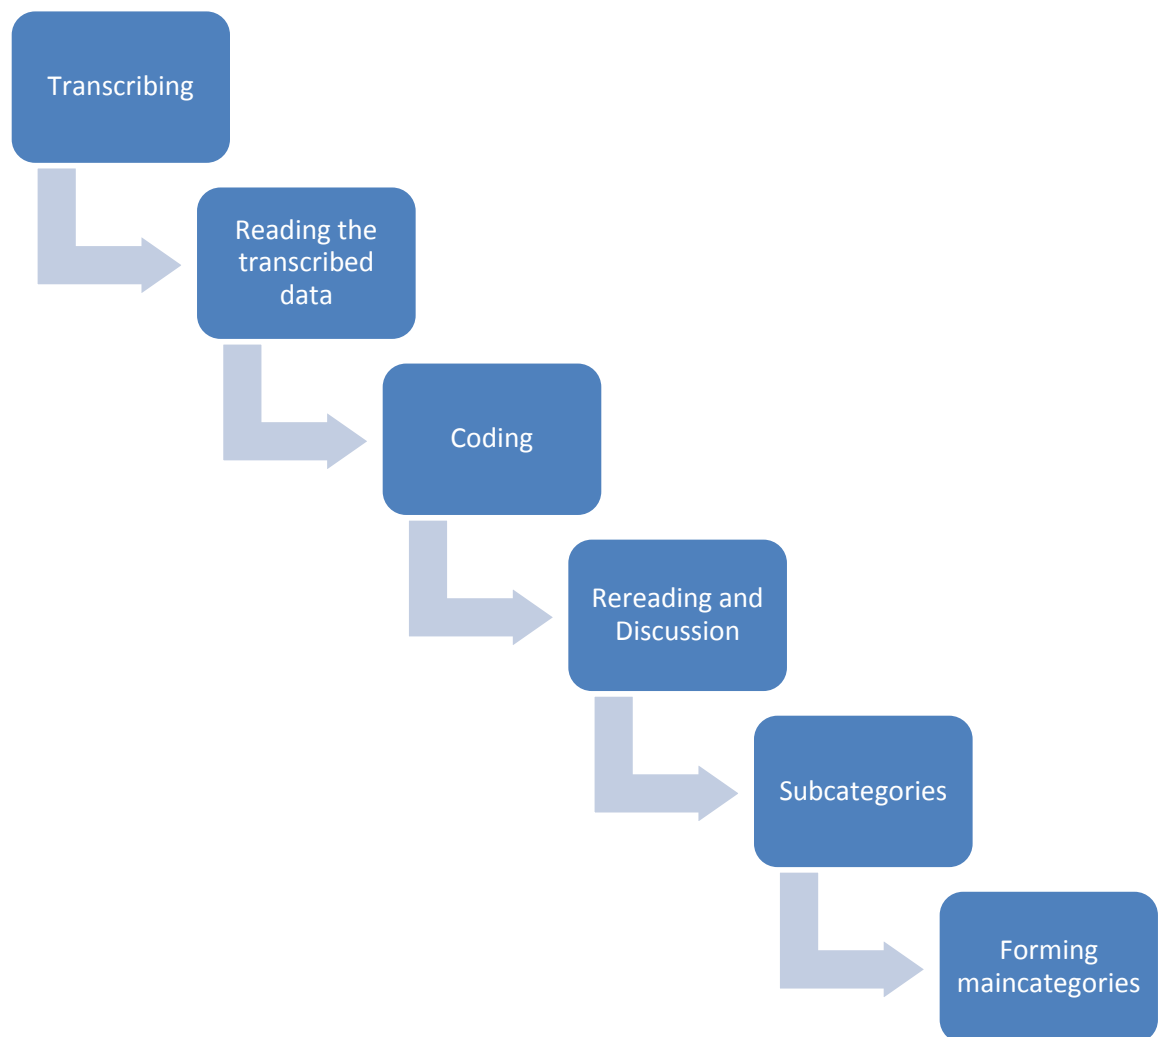 Transcribing
Reading the
transcribed
data
Coding
Rereading and
Discussion
Subcategories
Forming
maincategories